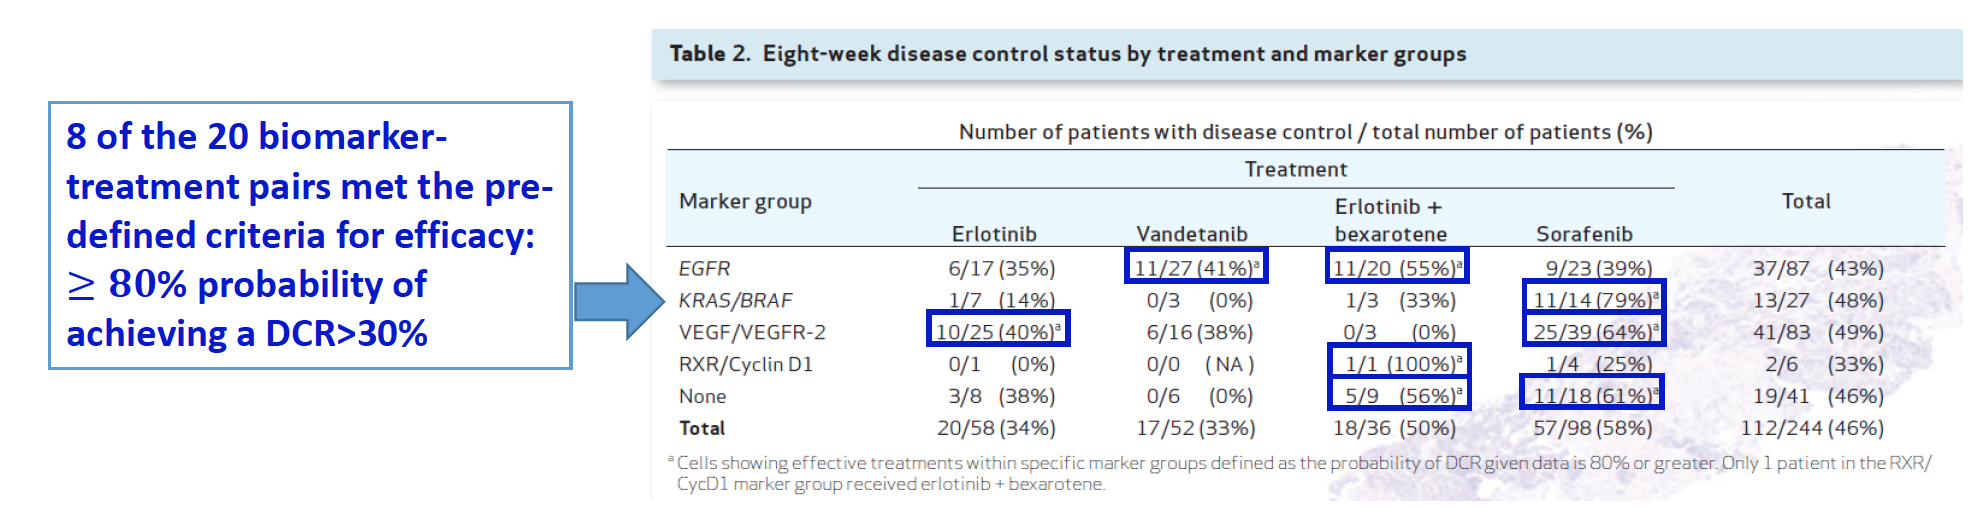 8 of the 20 biomarker-
treatment pairs met the pre-
defined criteria for efficacy:
≥ 80% probability of
achieving a DCR>30%
Table 2. Eight-week disease control status by treatment and marker groups
Number of patients with disease control / total number of patients (%)
Treatment
Marker group Total
Erlotinib +
Erlotinib Vandetanib bexarotene Sorafenib
EGFR 6/17 (35%) 11/27 (41%)ᵃ 11/20 (55%)ᵃ 9/23 (39%) 37/87 (43%)
KRAS/BRAF 1/7 (14%) 0/3 (0%) 1/3 (33%) 11/14 (79%)ᵃ 13/27 (48%)
VEGF/VEGFR-2 10/25 (40%)ᵃ 6/16 (38%) 0/3 (0%) 25/39 (64%)ᵃ 41/83 (49%)
RXR/Cyclin D1 0/1 (0%) 0/0 (NA) 1/1 (100%)ᵃ 1/4 (25%) 2/6 (33%)
None 3/8 (38%) 0/6 (0%) 5/9 (56%)ᵃ 11/18 (61%)ᵃ 19/41 (46%)
Total 20/58 (34%) 17/52 (33%) 18/36 (50%) 57/98 (58%) 112/244 (46%)
ᵃ Cells showing effective treatments within specific marker groups defined as the probability of DCR given data is 80% or greater. Only 1 patient in the RXR/
CycD1 marker group received erlotinib + bexarotene.